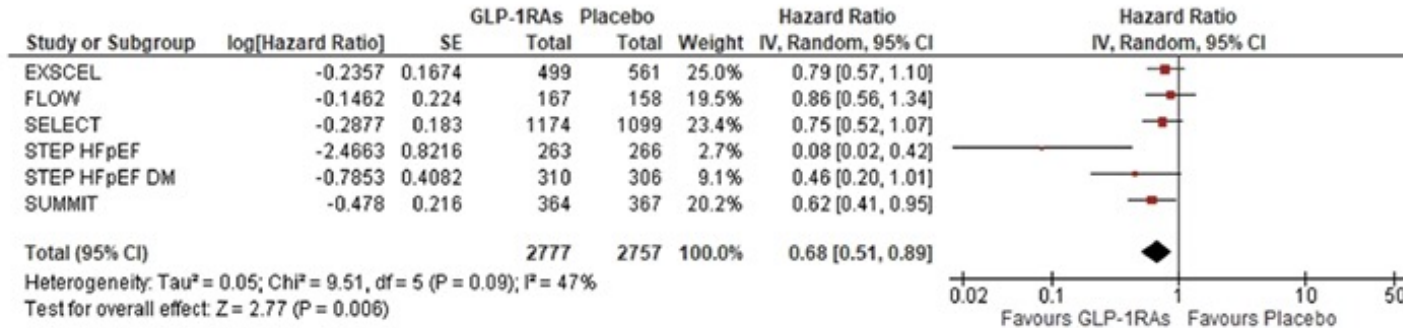 GLP-1RAs Placebo Hazard Ratio Hazard Ratio
Study or Subgroup log[Hazard Ratio] SE Total Total Weight IV, Random, 95% CI IV, Random, 95% CI
EXSCEL -0.2357 0.1674 499 561 25.0% 0.79 [0.57, 1.10]
FLOW -0.1462 0.224 167 158 19.5% 0.86 [0.56, 1.34]
SELECT -0.2877 0.183 1174 1099 23.4% 0.75 [0.52, 1.07]
STEP HFpEF -2.4663 0.8216 263 266 2.7% 0.08 [0.02, 0.42]
STEP HFpEF DM -0.7853 0.4082 310 306 9.1% 0.46 [0.20, 1.01]
SUMMIT -0.478 0.216 364 367 20.2% 0.62 [0.41, 0.95]
Total (95% CI) 2777 2757 100.0% 0.68 [0.51, 0.89]
Heterogeneity: Tau² = 0.05; Chi² = 9.51, df = 5 (P = 0.09); I² = 47%
Test for overall effect: Z = 2.77 (P = 0.006)
0.02 0.1 1 10 50
Favours GLP-1RAs Favours Placebo